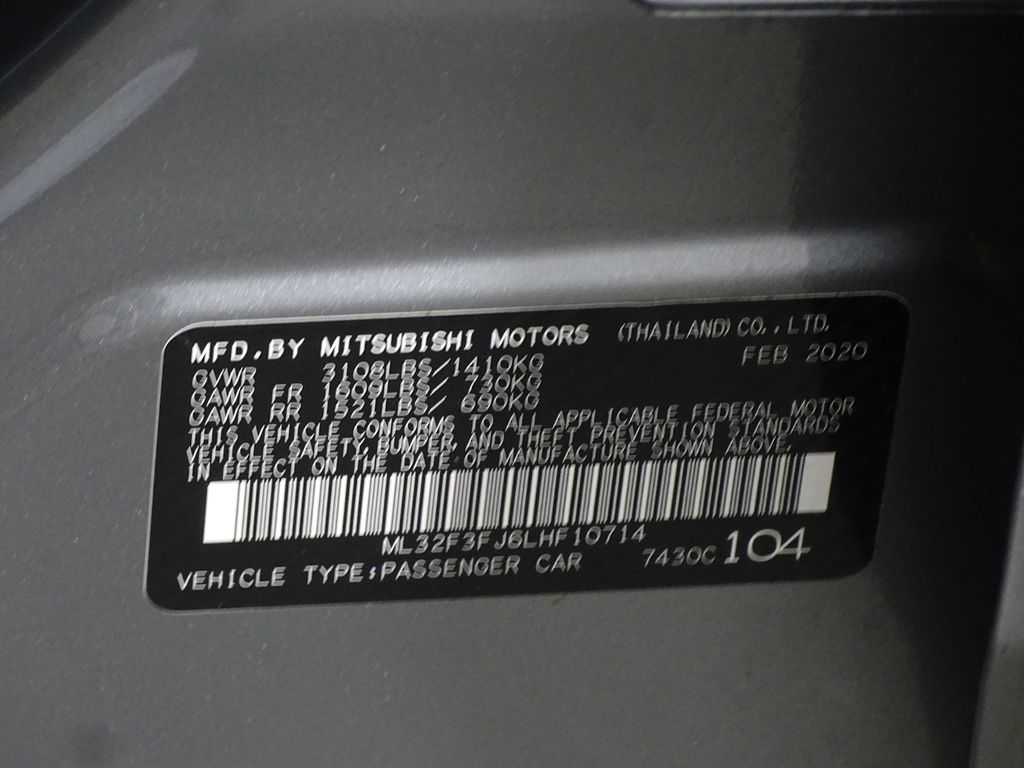 MFD. BY MITSUBISHI MOTORS (THAILAND) CO., LTD.
FEB 2020
GVWR 3108LBS/1410KG
GAWR FR 1609LBS/ 730KG
GAWR RR 1521LBS/ 690KG
THIS VEHICLE CONFORMS TO ALL APPLICABLE FEDERAL MOTOR
VEHICLE SAFETY, BUMPER, AND THEFT PREVENTION STANDARDS
IN EFFECT ON THE DATE OF MANUFACTURE SHOWN ABOVE.
ML32F3FJ6LHF10714
VEHICLE TYPE:PASSENGER CAR 7430C 104